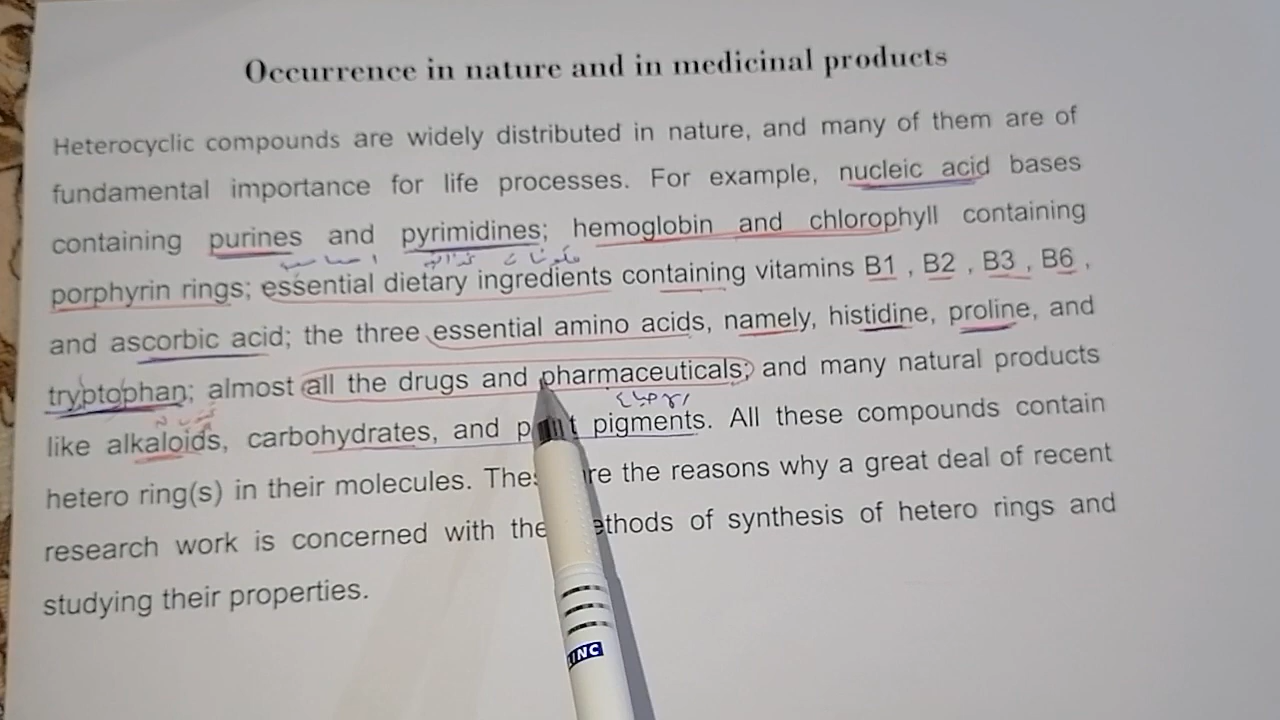 Occurrence in nature and in medicinal products
Heterocyclic compounds are widely distributed in nature, and many of them are of
fundamental importance for life processes. For example, nucleic acid bases
containing purines and pyrimidines; hemoglobin and chlorophyll containing
porphyrin rings; essential dietary ingredients containing vitamins B1 , B2 , B3 , B6 ,
and ascorbic acid; the three essential amino acids, namely, histidine, proline, and
tryptophan; almost all the drugs and pharmaceuticals; and many natural products
like alkaloids, carbohydrates, and pigments. All these compounds contain
hetero ring(s) in their molecules. are the reasons why a great deal of recent
research work is concerned with the methods of synthesis of hetero rings and
studying their properties.
INC